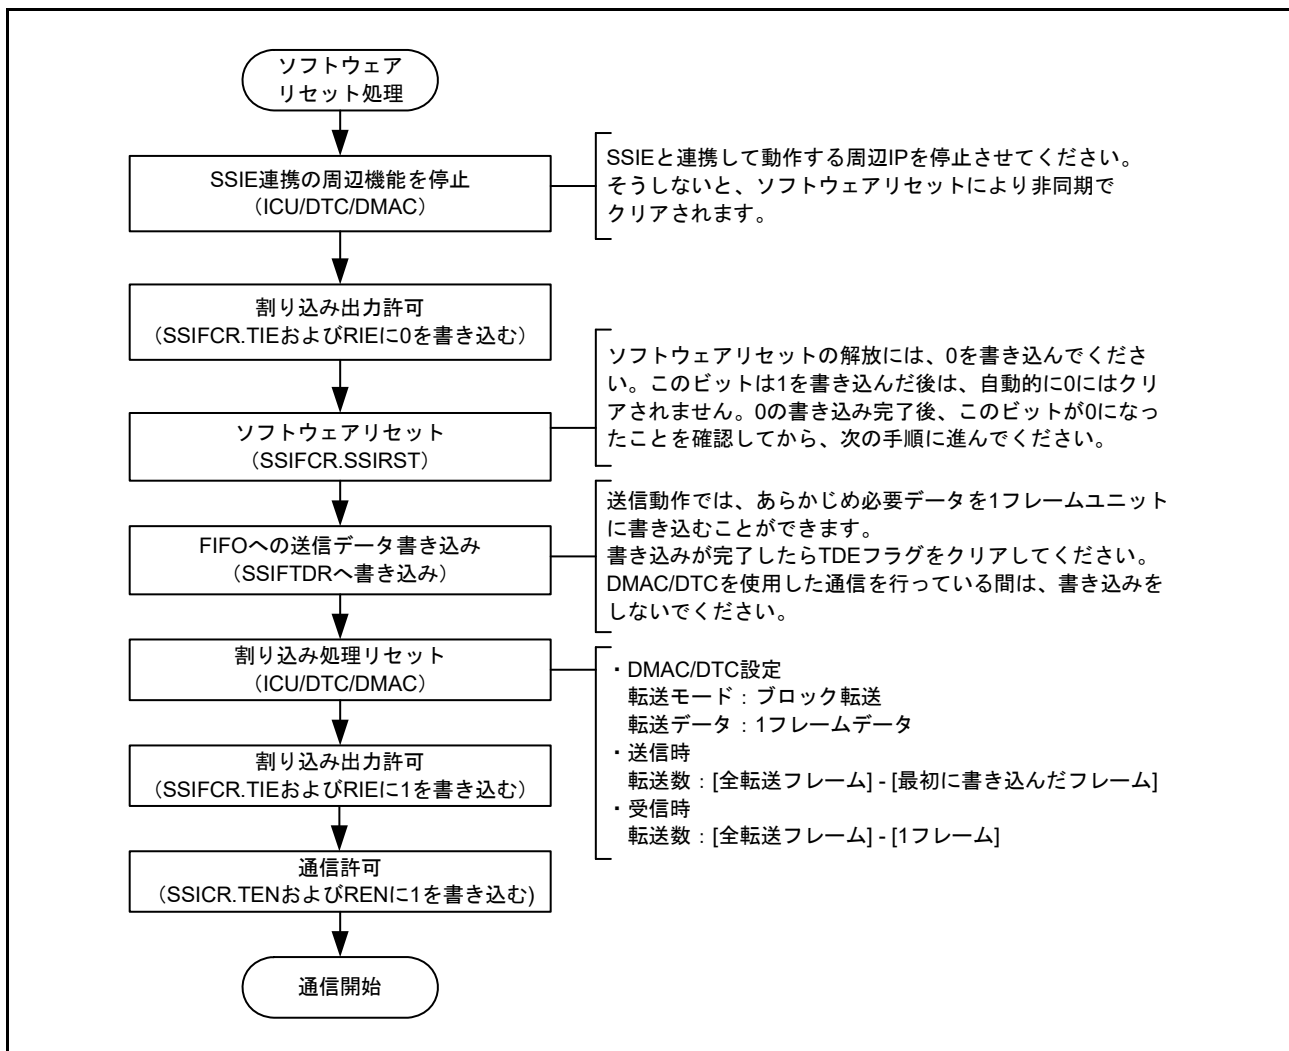 ソフトウェア
リセット処理
SSIE連携の周辺機能を停止
（ICU/DTC/DMAC）
SSIEと連携して動作する周辺IPを停止させてください。
そうしないと、ソフトウェアリセットにより非同期で
クリアされます。
割り込み出力許可
（SSIFCR.TIEおよびRIEに0を書き込む）
ソフトウェアリセット
（SSIFCR.SSIRST）
ソフトウェアリセットの解放には、0を書き込んでくださ
い。このビットは1を書き込んだ後は、自動的に0にはクリ
アされません。0の書き込み完了後、このビットが0になっ
たことを確認してから、次の手順に進んでください。
FIFOへの送信データ書き込み
（SSIFTDRへ書き込み）
送信動作では、あらかじめ必要データを1フレームユニット
に書き込むことができます。
書き込みが完了したらTDEフラグをクリアしてください。
DMAC/DTCを使用した通信を行っている間は、書き込みを
しないでください。
割り込み処理リセット
（ICU/DTC/DMAC）
・DMAC/DTC設定
転送モード：ブロック転送
転送データ：1フレームデータ
・送信時
転送数：[全転送フレーム] - [最初に書き込んだフレーム]
・受信時
転送数：[全転送フレーム] - [1フレーム]
割り込み出力許可
（SSIFCR.TIEおよびRIEに1を書き込む）
通信許可
（SSICR.TENおよびRENに1を書き込む)
通信開始